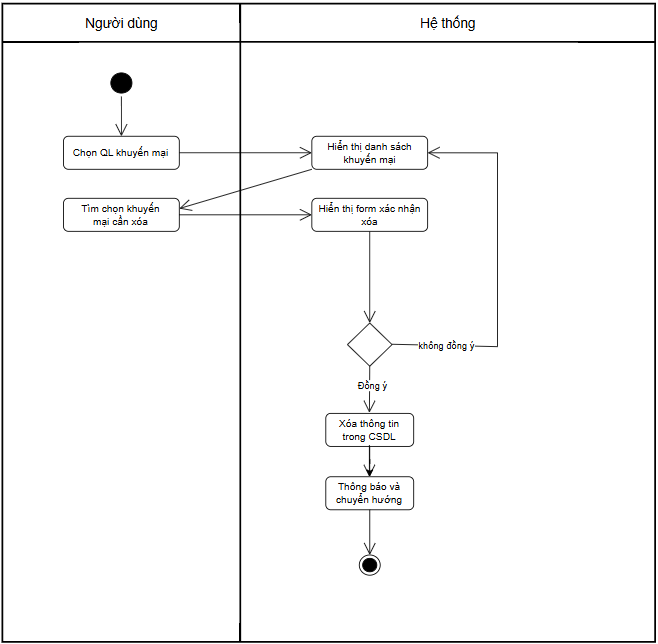 Người dùng
Hệ thống
Chọn QL khuyến mại
Hiển thị danh sách
khuyến mại
Tìm chọn khuyến
mại cần xóa
Hiển thị form xác nhận
xóa
không đồng ý
Đồng ý
Xóa thông tin
trong CSDL
Thông báo và
chuyển hướng